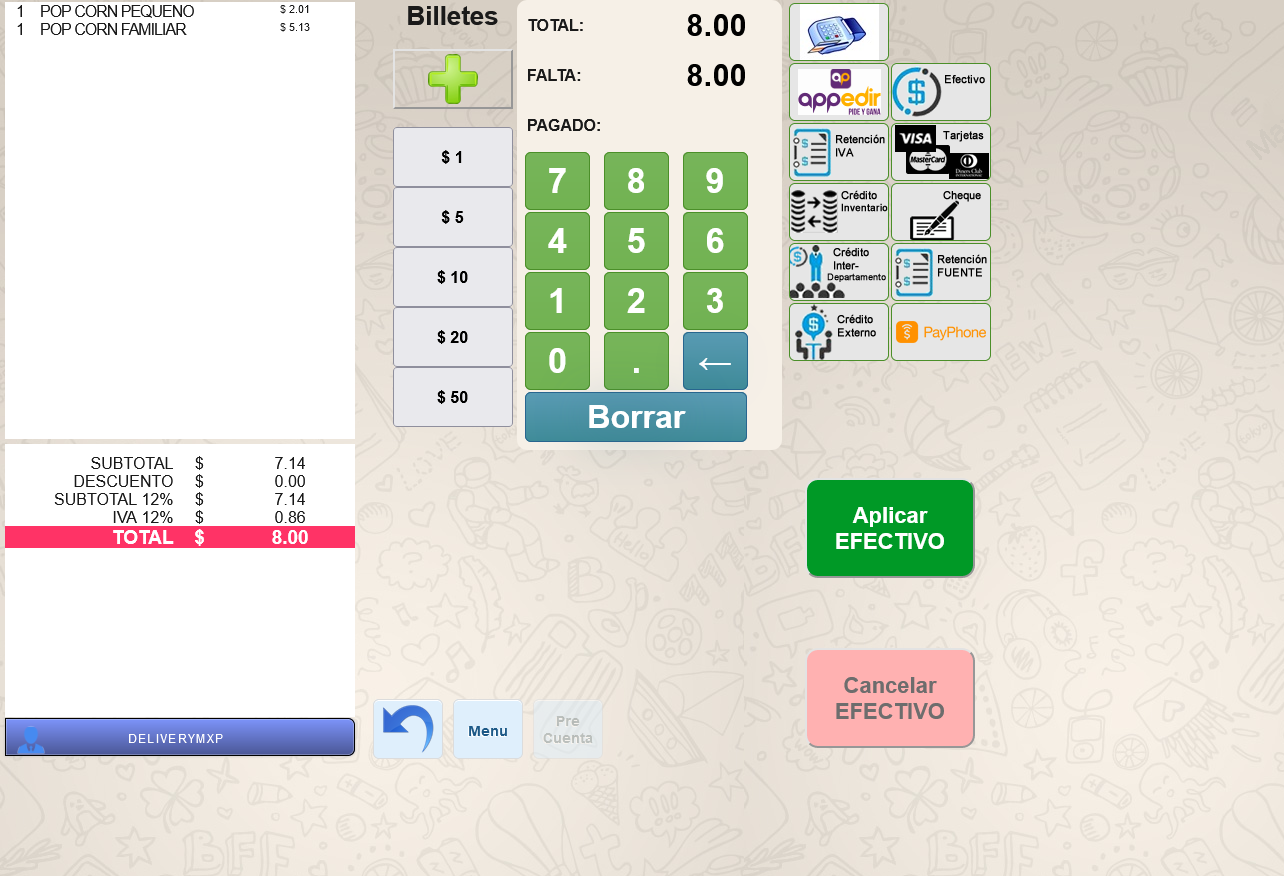 1 POP CORN PEQUENO $ 2.01
1 POP CORN FAMILIAR $ 5.13
SUBTOTAL $ 7.14
DESCUENTO $ 0.00
SUBTOTAL 12% $ 7.14
IVA 12% $ 0.86
TOTAL $ 8.00
DELIVERYMXP
Billetes
$ 1
$ 5
$ 10
$ 20
$ 50
TOTAL: 8.00
FALTA: 8.00
PAGADO:
7 8 9
4 5 6
1 2 3
0 . ←
Borrar
ap
appedir
PIDE Y GANA
Efectivo
Retención
IVA
Tarjetas
VISA
MasterCard
Diners Club
INTERNATIONAL
Crédito
Inventario
Cheque
Crédito
Inter-
Departamento
Retención
FUENTE
Crédito
Externo
PayPhone
Aplicar
EFECTIVO
Cancelar
EFECTIVO
Menu
Pre
Cuenta